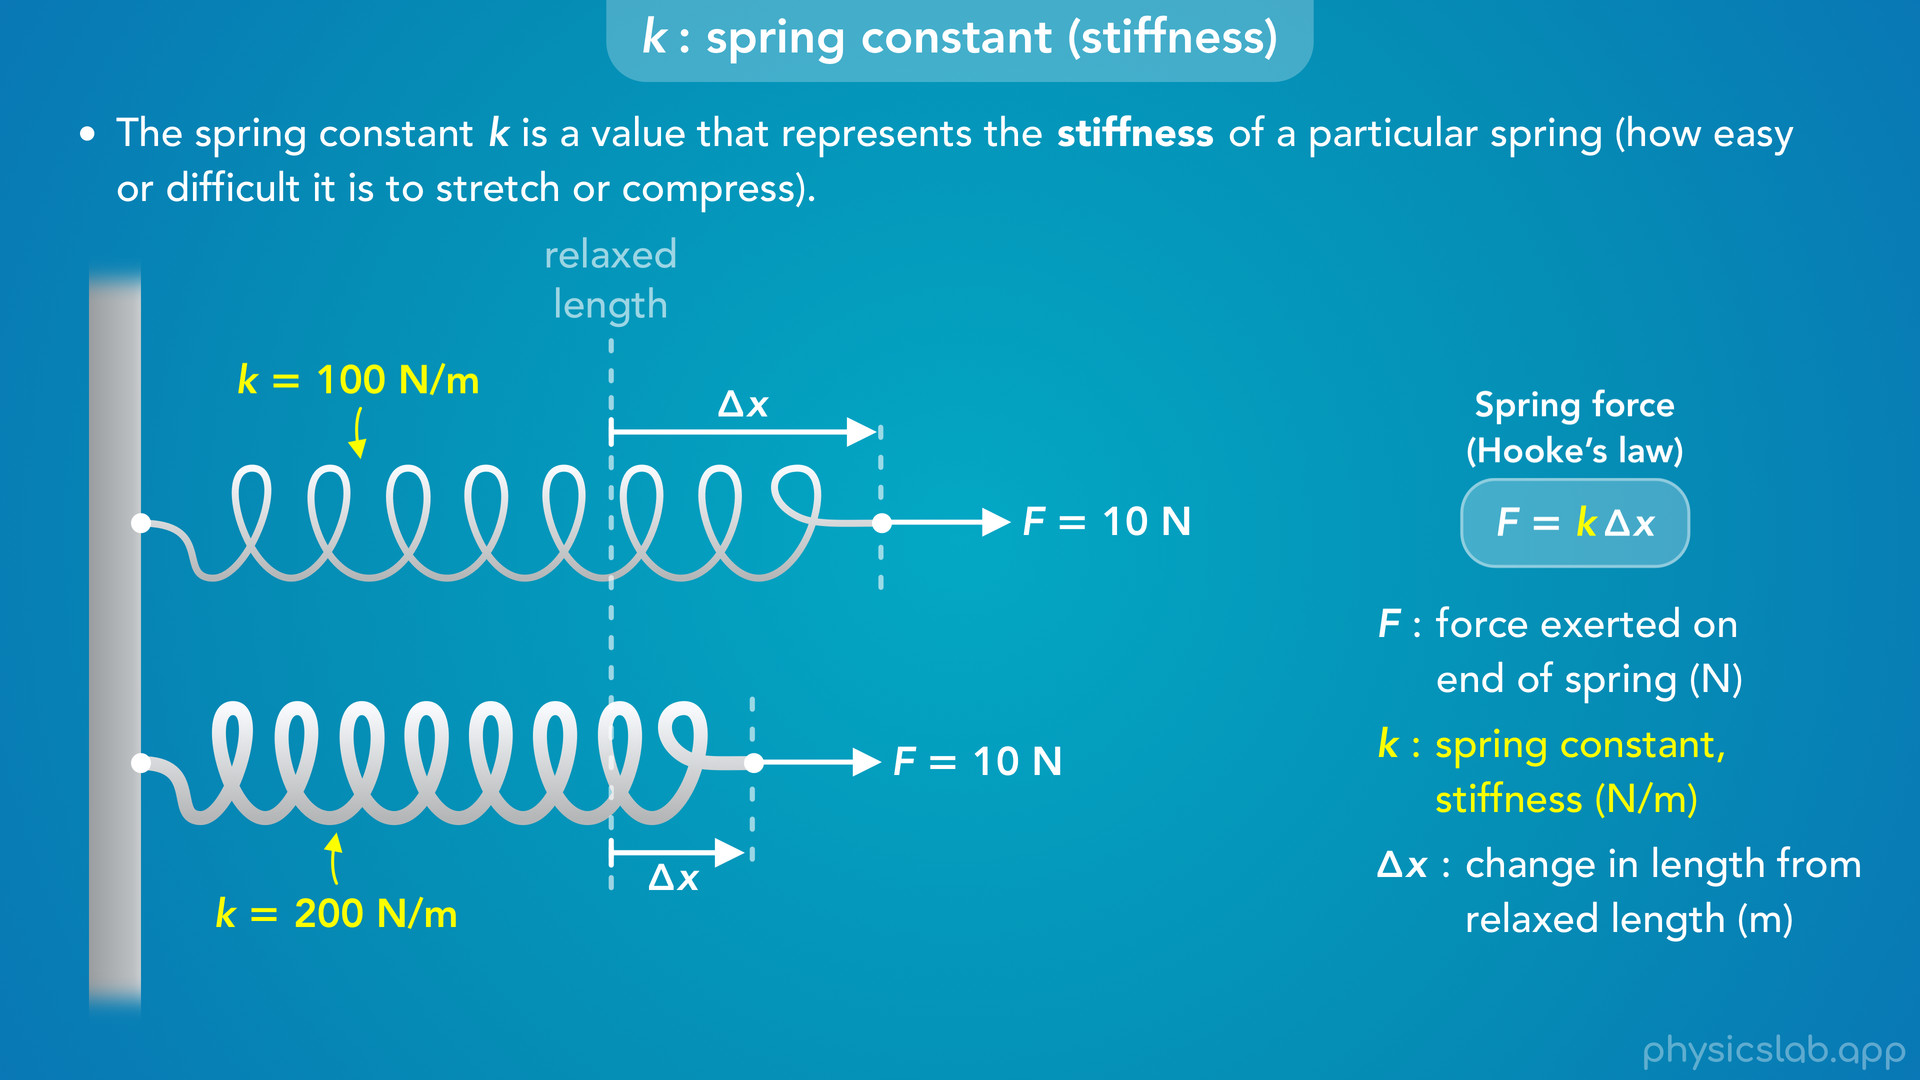 k : spring constant (stiffness)
• The spring constant k is a value that represents the stiffness of a particular spring (how easy
or difficult it is to stretch or compress).
relaxed
length
k = 100 N/m
Δx
F = 10 N
F = 10 N
Δx
k = 200 N/m
Spring force
(Hooke’s law)
F = k Δx
F : force exerted on
end of spring (N)
k : spring constant,
stiffness (N/m)
Δx : change in length from
relaxed length (m)
physicslab.app